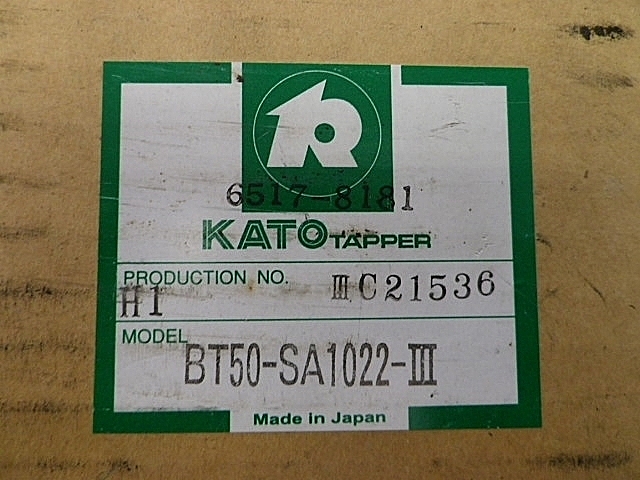 6517-8181
KATO TAPPER
PRODUCTION NO. ⅢC21536
H1
MODEL
BT50-SA1022-Ⅲ
Made in Japan